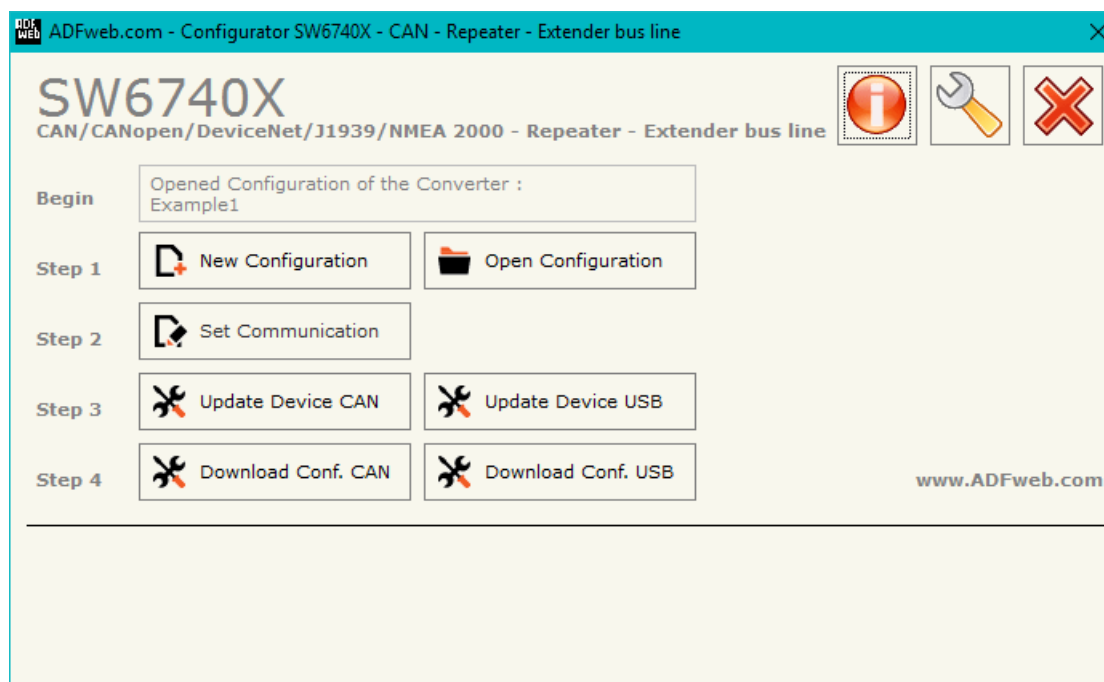 ADF
WEB
ADFweb.com - Configurator SW6740X - CAN - Repeater - Extender bus line
SW6740X
CAN/CANopen/DeviceNet/J1939/NMEA 2000 - Repeater - Extender bus line
Begin
Opened Configuration of the Converter :
Example1
Step 1
New Configuration
Open Configuration
Step 2
Set Communication
Step 3
Update Device CAN
Update Device USB
Step 4
Download Conf. CAN
Download Conf. USB
www.ADFweb.com